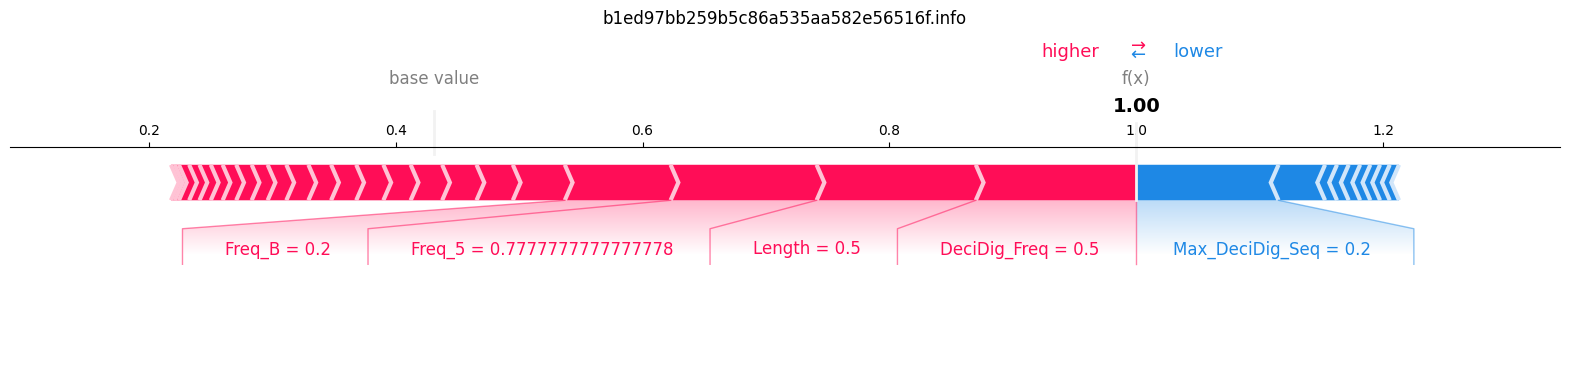 b1ed97bb259b5c86a535aa582e56516f.info
higher ⇄ lower
base value f(x)
1.00
0.2 0.4 0.6 0.8 1.0 1.2
Freq_B = 0.2 Freq_5 = 0.7777777777777778 Length = 0.5 DeciDig_Freq = 0.5 Max_DeciDig_Seq = 0.2